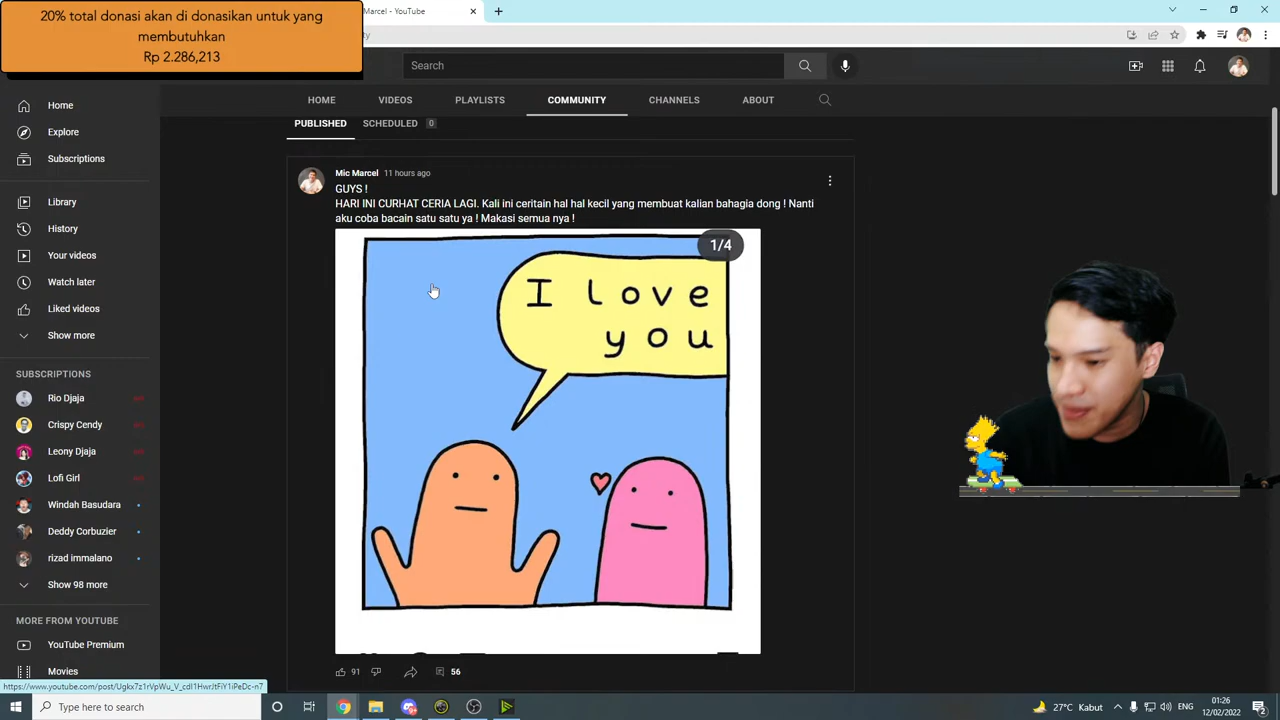 20% total donasi akan di donasikan untuk yang
membutuhkan
Rp 2.286,213
Marcel - YouTube
Search
HOME
VIDEOS
PLAYLISTS
COMMUNITY
CHANNELS
ABOUT
PUBLISHED
SCHEDULED 0
Home
Explore
Subscriptions
Library
History
Your videos
Watch later
Liked videos
Show more
SUBSCRIPTIONS
Rio Djaja
Crispy Cendy
Leony Djaja
Lofi Girl
Windah Basudara
Deddy Corbuzier
rizad immalano
Show 98 more
MORE FROM YOUTUBE
YouTube Premium
Movies
Mic Marcel 11 hours ago
GUYS !
HARI INI CURHAT CERIA LAGI. Kali ini ceritain hal hal kecil yang membuat kalian bahagia dong ! Nanti
aku coba bacain satu satu ya ! Makasi semua nya !
1/4
I love
you
91
56
Type here to search
27°C Kabut
ENG
01:26
12/02/2022
2